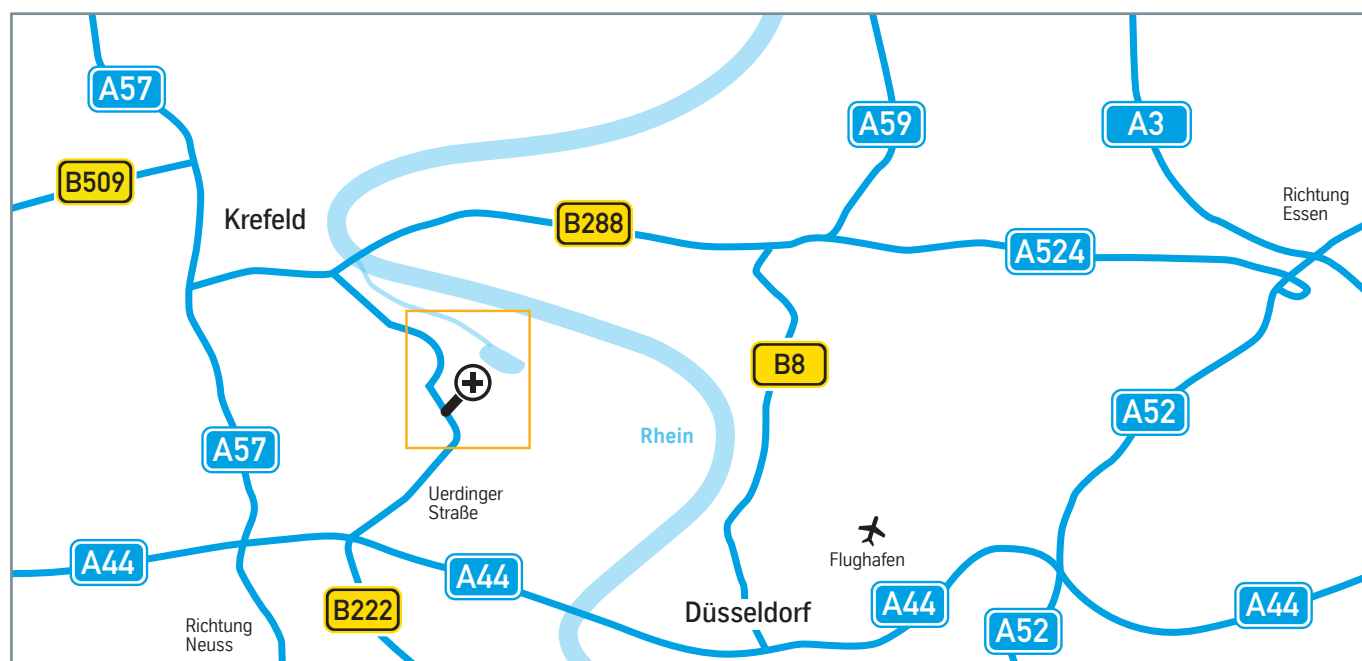 A57
A59
A3
B509
Richtung
Essen
Krefeld
B288
A524
B8
A52
A57
Rhein
Uerdinger
Straße
Flughafen
A44
A44
B222
Düsseldorf
A44
A44
A52
Richtung
Neuss